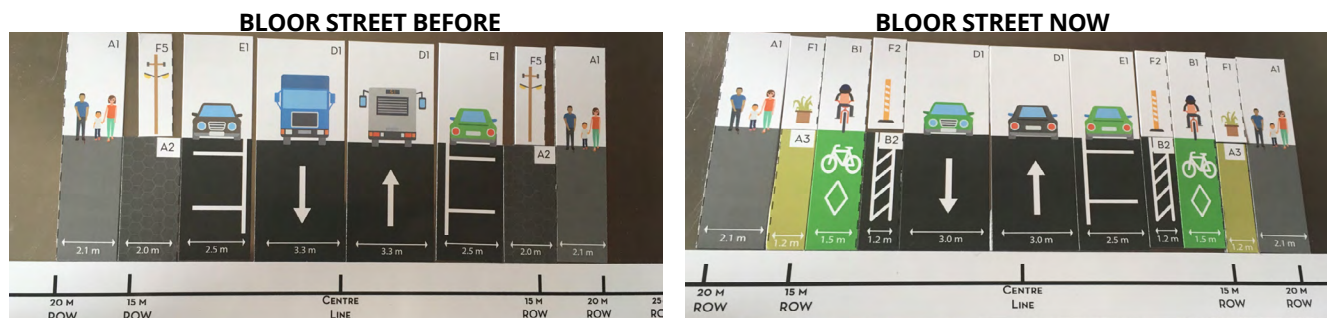 BLOOR STREET BEFORE
A1 F5 E1 D1 D1 E1 F5 A1
A2 A2
2.1 m 2.0 m 2.5 m 3.3 m 3.3 m 2.5 m 2.0 m 2.1 m
20 M ROW
15 M ROW
CENTRE LINE
15 M ROW
20 M ROW
25 RO
BLOOR STREET NOW
A1 F1 B1 F2 D1 D1 E1 F2 B1 F1 A1
A3 B2 B2 A3
2.1 m 1.2 m 1.5 m 1.2 m 3.0 m 3.0 m 2.5 m 1.2 m 1.5 m 1.2 m 2.1 m
20 M ROW
15 M ROW
CENTRE LINE
15 M ROW
20 M ROW